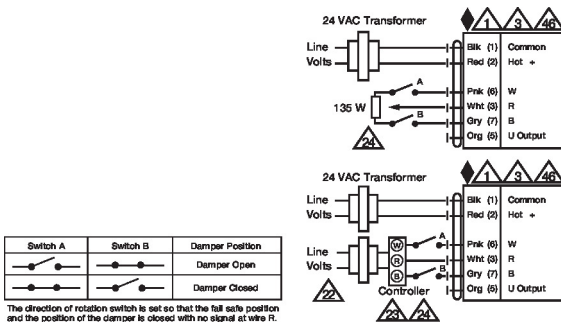 24 VAC Transformer
1 3 46
Line
Volts
Blk (1) Common
Red (2) Hot +
A
Pnk (6) W
135 W
Wht (3) R
B
Gry (7) B
Org (5) U Output
24
24 VAC Transformer
1 3 46
Line
Volts
Blk (1) Common
Red (2) Hot +
A
Line
Volts
W
R
B
Pnk (6) W
Wht (3) R
B
Gry (7) B
Org (5) U Output
22
Controller
23 24
Switch A Switch B Damper Position
Damper Open
Damper Closed
The direction of rotation switch is set so that the fail safe position
and the position of the damper is closed with no signal at wire R.